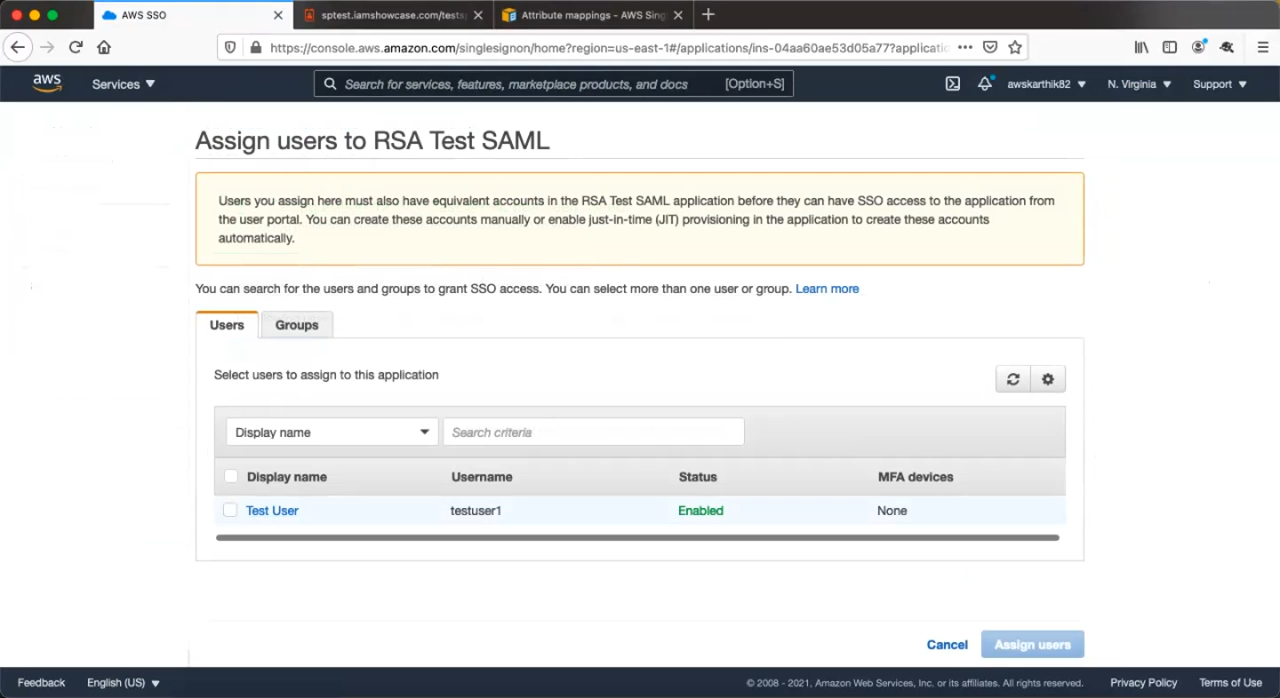 AWS SSO
sptest.iamshowcase.com/tests
Attribute mappings - AWS Sing
https://console.aws.amazon.com/singlesignon/home?region=us-east-1#/applications/ins-04aa60ae53d05a77?applicatio
aws
Services
Search for services, features, marketplace products, and docs
[Option+S]
awskarthik82
N. Virginia
Support
Assign users to RSA Test SAML
Users you assign here must also have equivalent accounts in the RSA Test SAML application before they can have SSO access to the application from
the user portal. You can create these accounts manually or enable just-in-time (JIT) provisioning in the application to create these accounts
automatically.
You can search for the users and groups to grant SSO access. You can select more than one user or group. Learn more
Users
Groups
Select users to assign to this application
Display name
Search criteria
Display name Username Status MFA devices
Test User testuser1 Enabled None
Cancel
Assign users
Feedback
English (US)
© 2008 - 2021, Amazon Web Services, Inc. or its affiliates. All rights reserved.
Privacy Policy
Terms of Use